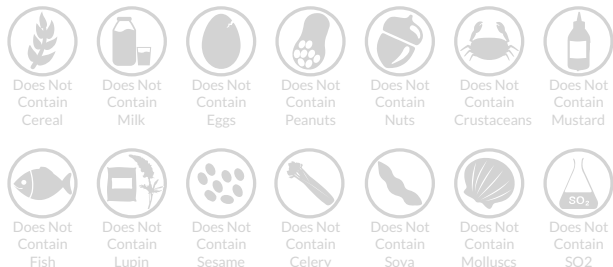 Does Not Does Not Does Not Does Not Does Not Does Not Does Not
Contain Contain Contain Contain Contain Contain Contain
Cereal Milk Eggs Peanuts Nuts Crustaceans Mustard
SO₂
Does Not Does Not Does Not Does Not Does Not Does Not Does Not
Contain Contain Contain Contain Contain Contain Contain
Fish Lupin Sesame Celery Soya Molluscs SO2